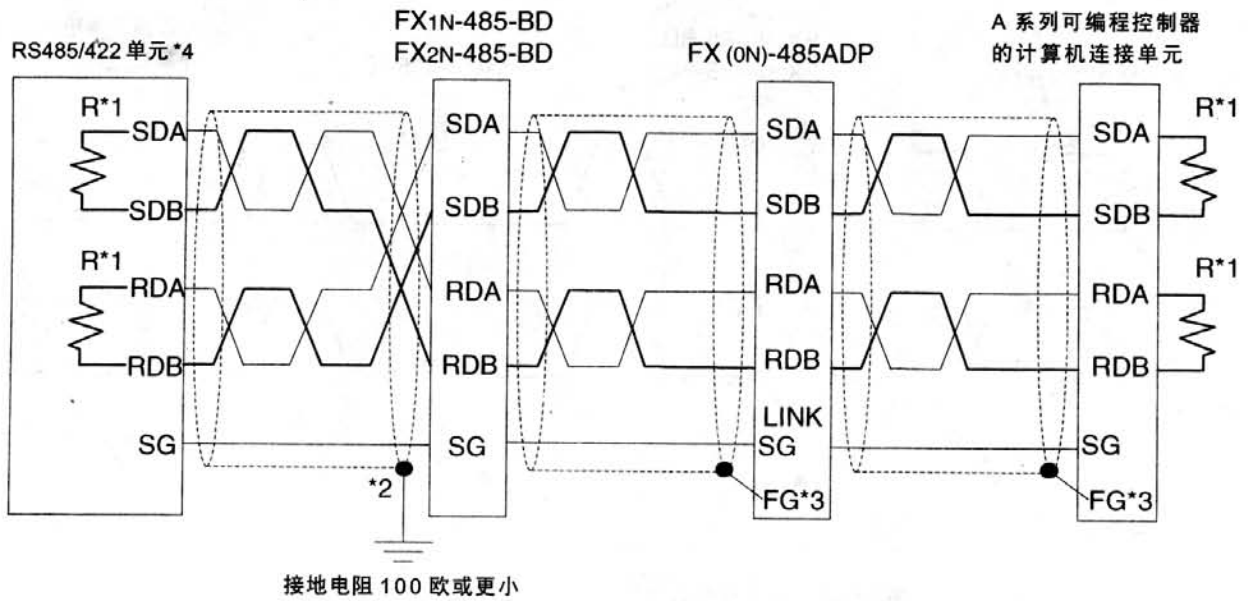 FX1N-485-BD
FX2N-485-BD
RS485/422 单元 *4
FX (0N)-485ADP
A 系列可编程控制器
的计算机连接单元
R*1
SDA
SDB
R*1
RDA
RDB
SG
*2
SDA
SDB
RDA
RDB
SG
SDA
SDB
RDA
RDB
LINK
SG
FG*3
SDA
SDB
RDA
RDB
SG
FG*3
R*1
R*1
接地电阻 100 欧或更小